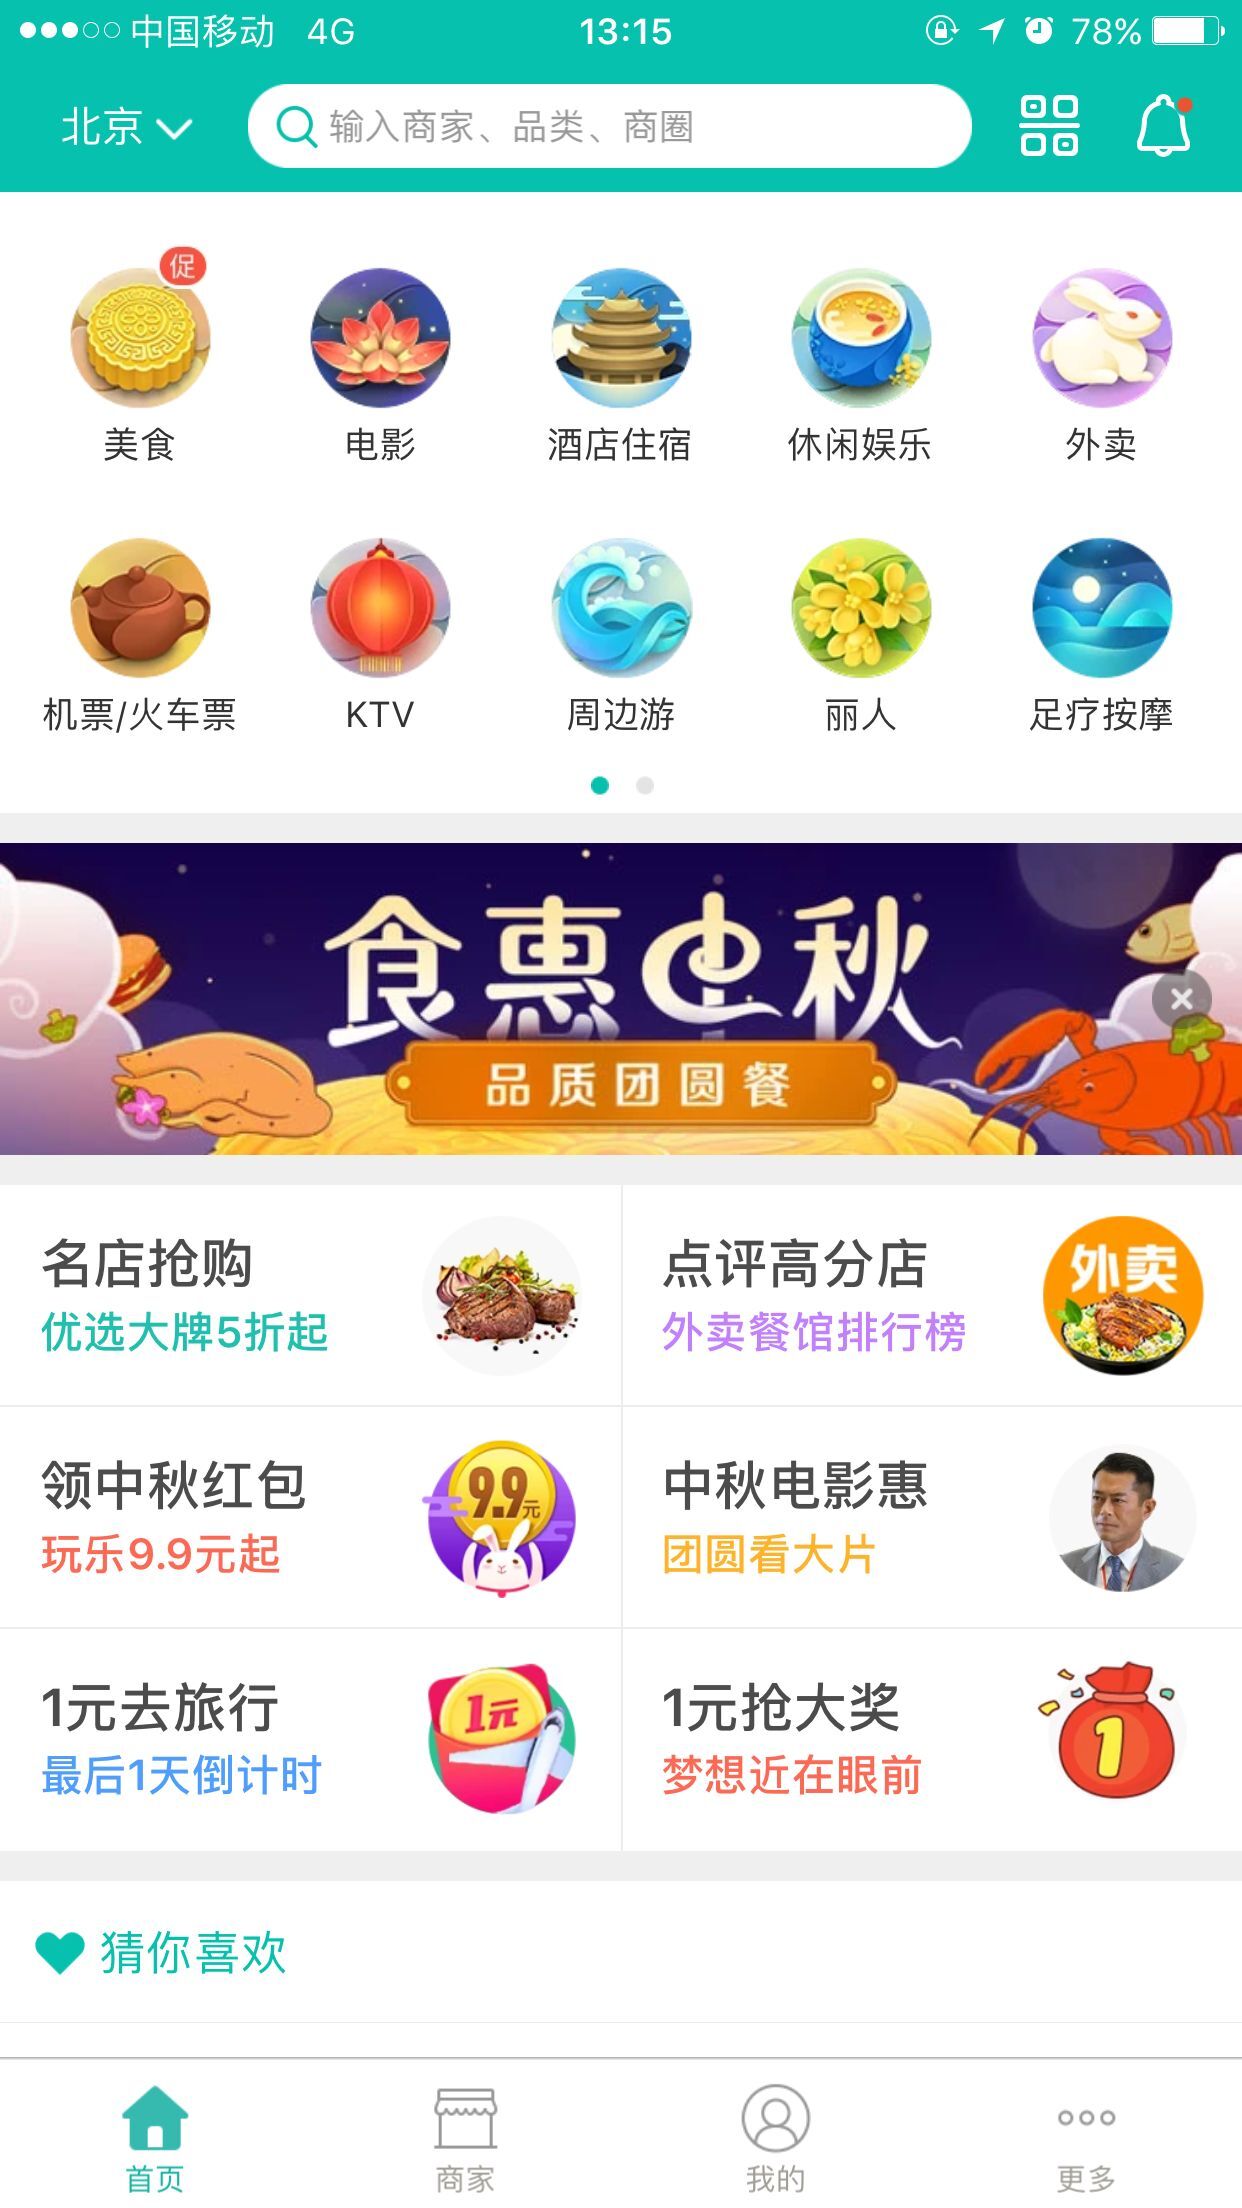 中国移动 4G 13:15 78%
北京 输入商家、品类、商圈
促
美食 电影 酒店住宿 休闲娱乐 外卖
机票/火车票 KTV 周边游 丽人 足疗按摩
食惠中秋
品质团圆餐
名店抢购
优选大牌5折起
点评高分店
外卖餐馆排行榜
外卖
领中秋红包
玩乐9.9元起
9.9元
中秋电影惠
团圆看大片
1元去旅行
最后1天倒计时
1元
1元抢大奖
梦想近在眼前
1
猜你喜欢
首页 商家 我的 更多